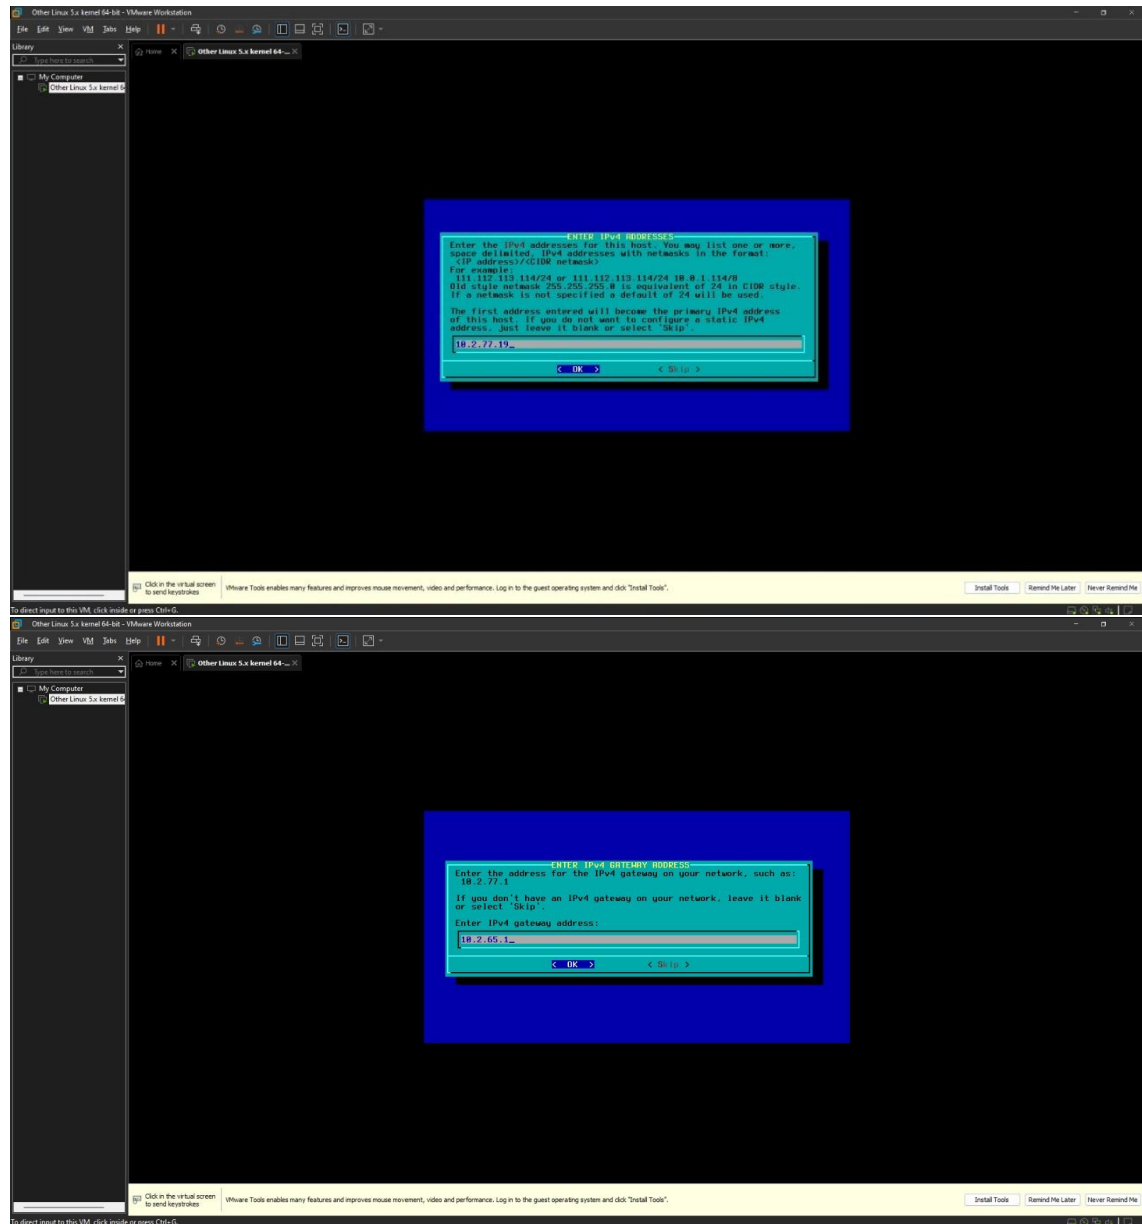 Other Linux 5.x kernel 64-bit - VMware Workstation
File Edit View VM Tabs Help
Library
Home Other Linux 5.x kernel 64-...
Type here to search
My Computer
Other Linux 5.x kernel 6
ENTER IPv4 ADDRESSES
Enter the IPv4 addresses for this host. You may list one or more,
space delimited, IPv4 addresses with netmasks in the format:
<IP address>/<CIDR netmask>
For example:
111.112.113.114/24 or 111.112.113.114/24 10.0.1.114/8
Old style netmask 255.255.255.0 is equivalent of 24 in CIDR style.
If a netmask is not specified a default of 24 will be used.
The first address entered will become the primary IPv4 address
of this host. If you do not want to configure a static IPv4
address, just leave it blank or select 'Skip'.
10.2.77.19_
< OK > < Skip >
Click in the virtual screen
to send keystrokes
VMware Tools enables many features and improves mouse movement, video and performance. Log in to the guest operating system and click "Install Tools".
Install Tools Remind Me Later Never Remind Me
To direct input to this VM, click inside or press Ctrl+G.
Other Linux 5.x kernel 64-bit - VMware Workstation
File Edit View VM Tabs Help
Library
Home Other Linux 5.x kernel 64-...
Type here to search
My Computer
Other Linux 5.x kernel 6
ENTER IPv4 GATEWAY ADDRESS
Enter the address for the IPv4 gateway on your network, such as:
10.2.77.1
If you don't have an IPv4 gateway on your network, leave it blank
or select 'Skip'.
Enter IPv4 gateway address:
10.2.65.1_
< OK > < Skip >
Click in the virtual screen
to send keystrokes
VMware Tools enables many features and improves mouse movement, video and performance. Log in to the guest operating system and click "Install Tools".
Install Tools Remind Me Later Never Remind Me
To direct input to this VM, click inside or press Ctrl+G.